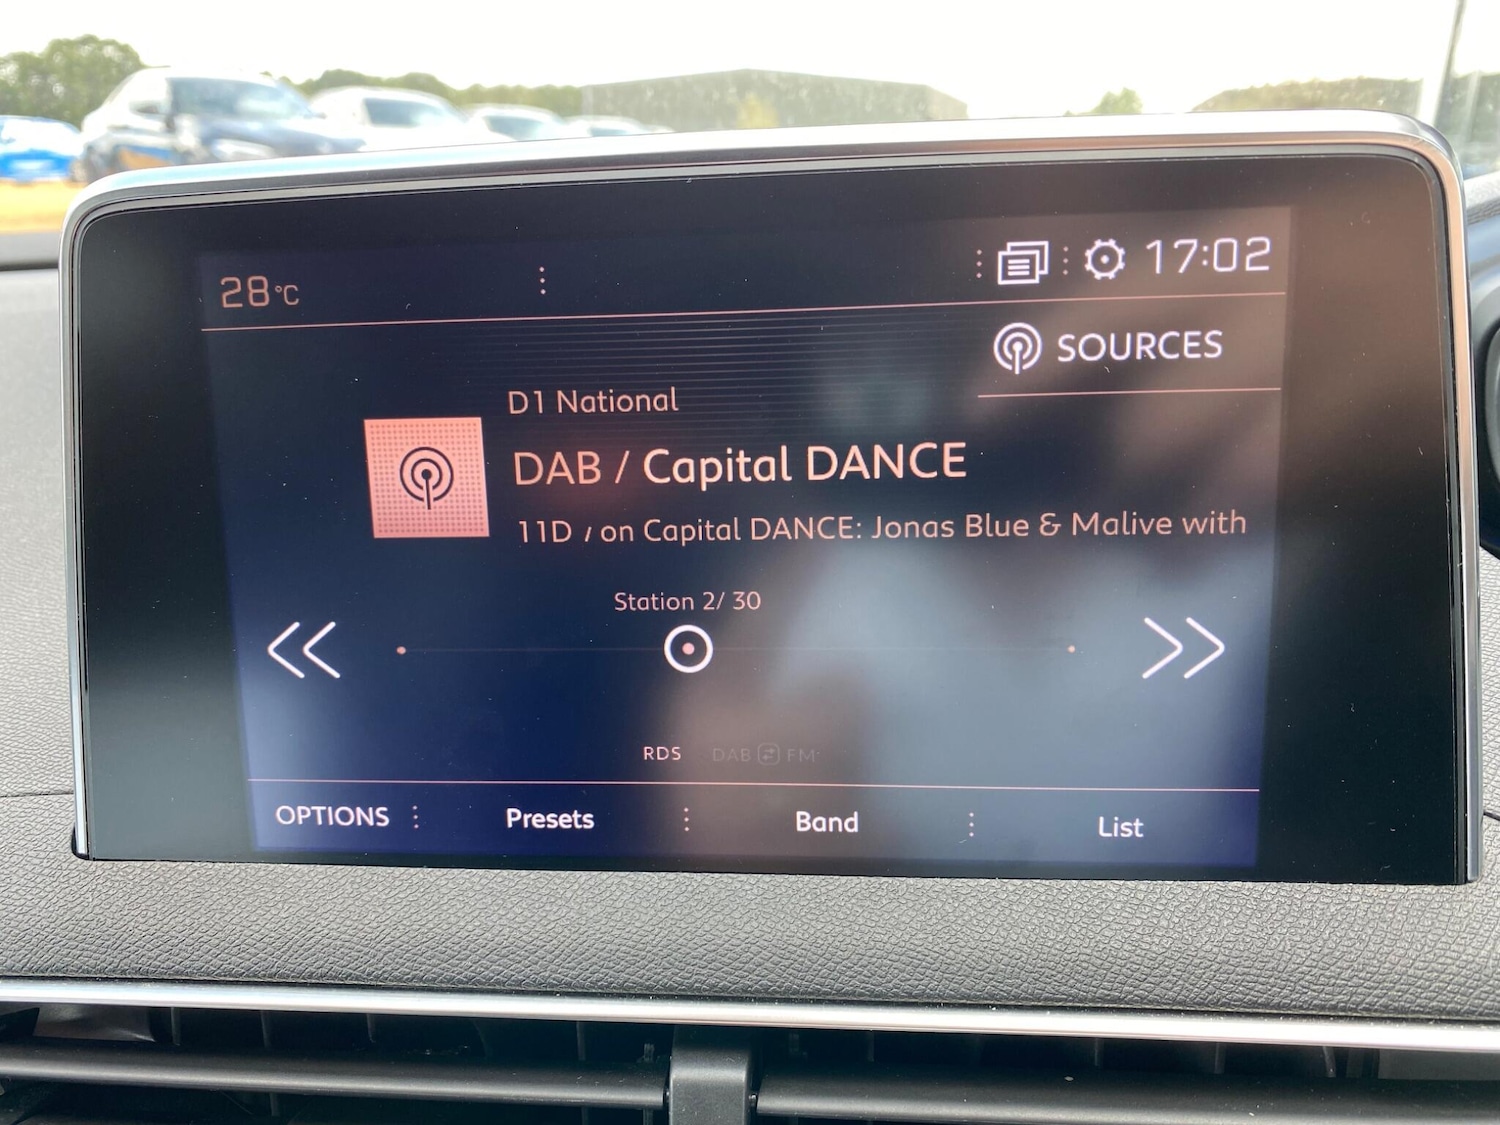 28°C
17:02
SOURCES
D1 National
DAB / Capital DANCE
11D / on Capital DANCE: Jonas Blue & Malive with
Station 2/ 30
RDS DAB FM
OPTIONS Presets Band List